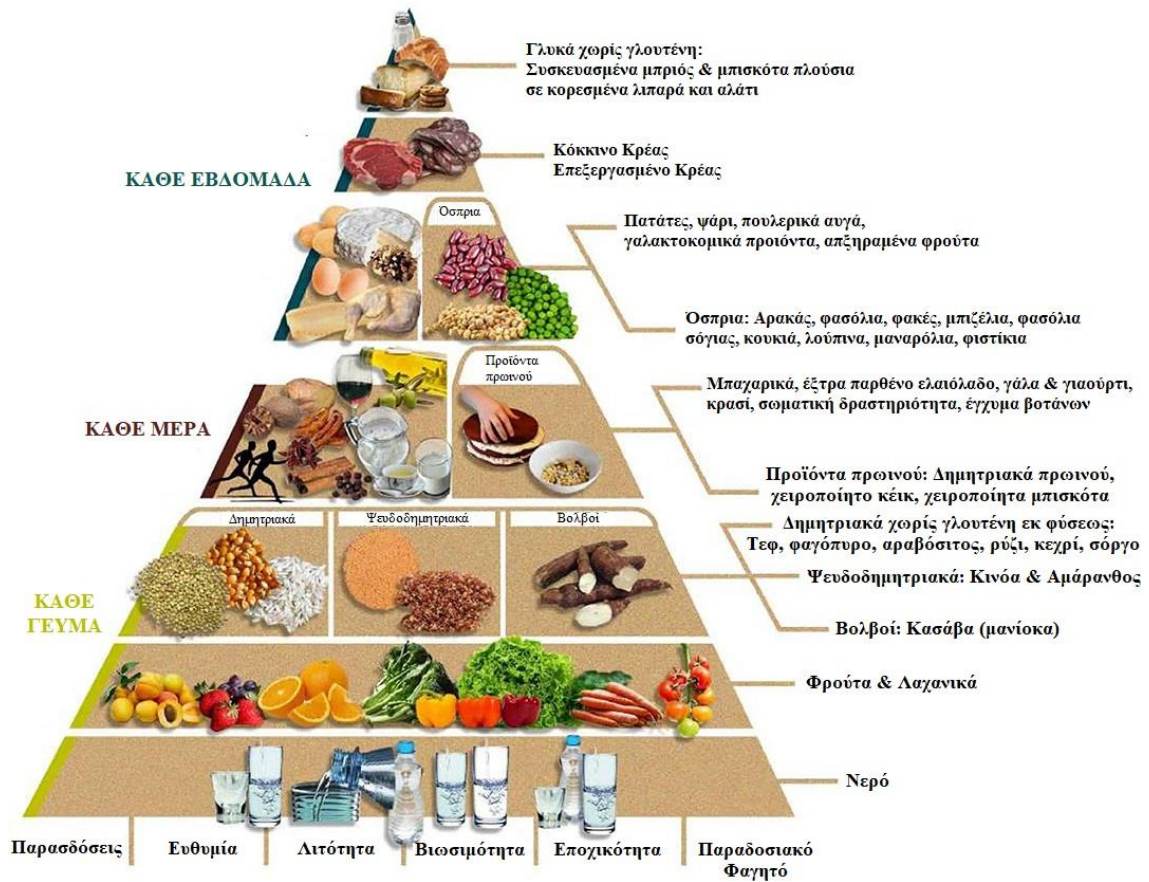 Γλυκά χωρίς γλουτένη:
Συσκευασμένα μπριός & μπισκότα πλούσια
σε κορεσμένα λιπαρά και αλάτι
Κόκκινο Κρέας
Επεξεργασμένο Κρέας
ΚΑΘΕ ΕΒΔΟΜΑΔΑ
Όσπρια
Πατάτες, ψάρι, πουλερικά αυγά,
γαλακτοκομικά προιόντα, απξηραμένα φρούτα
Όσπρια: Αρακάς, φασόλια, φακές, μπιζέλια, φασόλια
σόγιας, κουκιά, λούπινα, μαναρόλια, φιστίκια
Προϊόντα
πρωινού
Μπαχαρικά, έξτρα παρθένο ελαιόλαδο, γάλα & γιαούρτι,
κρασί, σωματική δραστηριότητα, έγχυμα βοτάνων
ΚΑΘΕ ΜΕΡΑ
Προϊόντα πρωινού: Δημητριακά πρωινού,
χειροποίητο κέικ, χειροποίητα μπισκότα
Δημητριακά
Ψευδοδημητριακά
Βολβοί
Δημητριακά χωρίς γλουτένη εκ φύσεως:
Τεφ, φαγόπυρο, αραβόσιτος, ρύζι, κεχρί, σόργο
Ψευδοδημητριακά: Κινόα & Αμάρανθος
ΚΑΘΕ
ΓΕΥΜΑ
Βολβοί: Κασάβα (μανίοκα)
Φρούτα & Λαχανικά
Νερό
Παρασδόσεις
Ευθυμία
Λιτότητα
Βιωσιμότητα
Εποχικότητα
Παραδοσιακό
Φαγητό